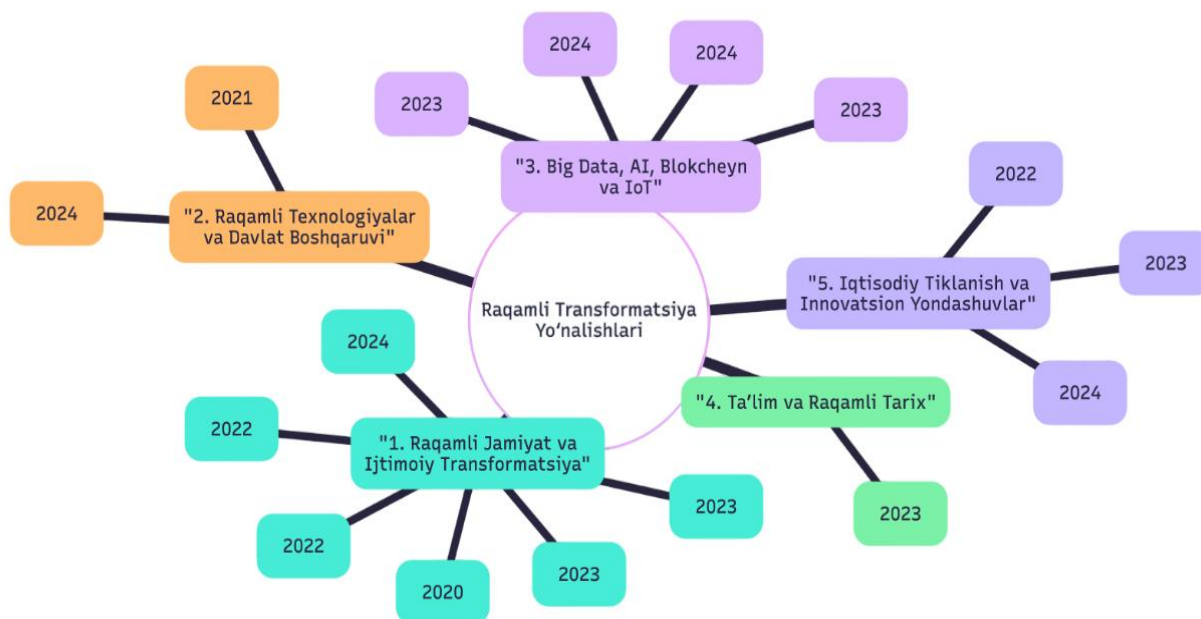 2024
2024
2021
2023
2023
"3. Big Data, AI, Blokcheyn
va IoT"
2022
2024
"2. Raqamli Texnologiyalar
va Davlat Boshqaruvi"
2023
"5. Iqtisodiy Tiklanish va
Innovatsion Yondashuvlar"
Raqamli Transformatsiya
Yo‘nalishlari
2024
2024
"4. Ta’lim va Raqamli Tarix"
2022
"1. Raqamli Jamiyat va
Ijtimoiy Transformatsiya"
2023
2023
2022
2023
2020